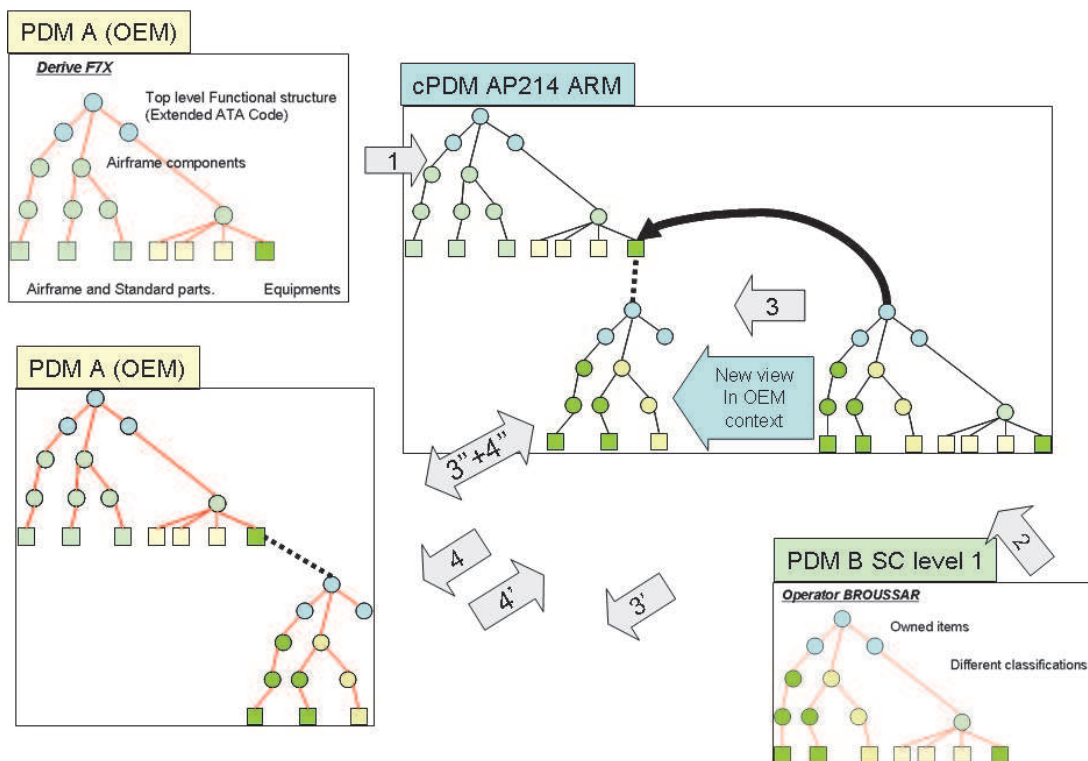 PDM A (OEM)
Derive F7X
Top level Functional structure
(Extended ATA Code)
Airframe components
Airframe and Standard parts.
Equipments
cPDM AP214 ARM
1
3
New view
In OEM
context
PDM A (OEM)
3”+4”
4
4’
3’
2
PDM B SC level 1
Operator BROUSSAR
Owned items
Different classifications